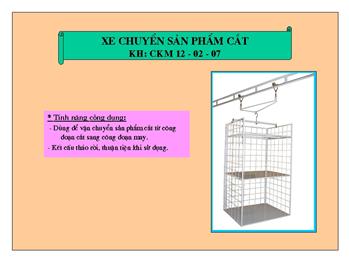 XE CHUYỂN SẢN PHẨM CẮT
KH: CKM 12 - 02 - 07
* Tính năng công dụng:
- Dùng để vận chuyển sản phẩm cắt từ công
đoạn cắt sang công đoạn may.
- Kết cấu tháo rời, thuận tiện khi sử dụng.